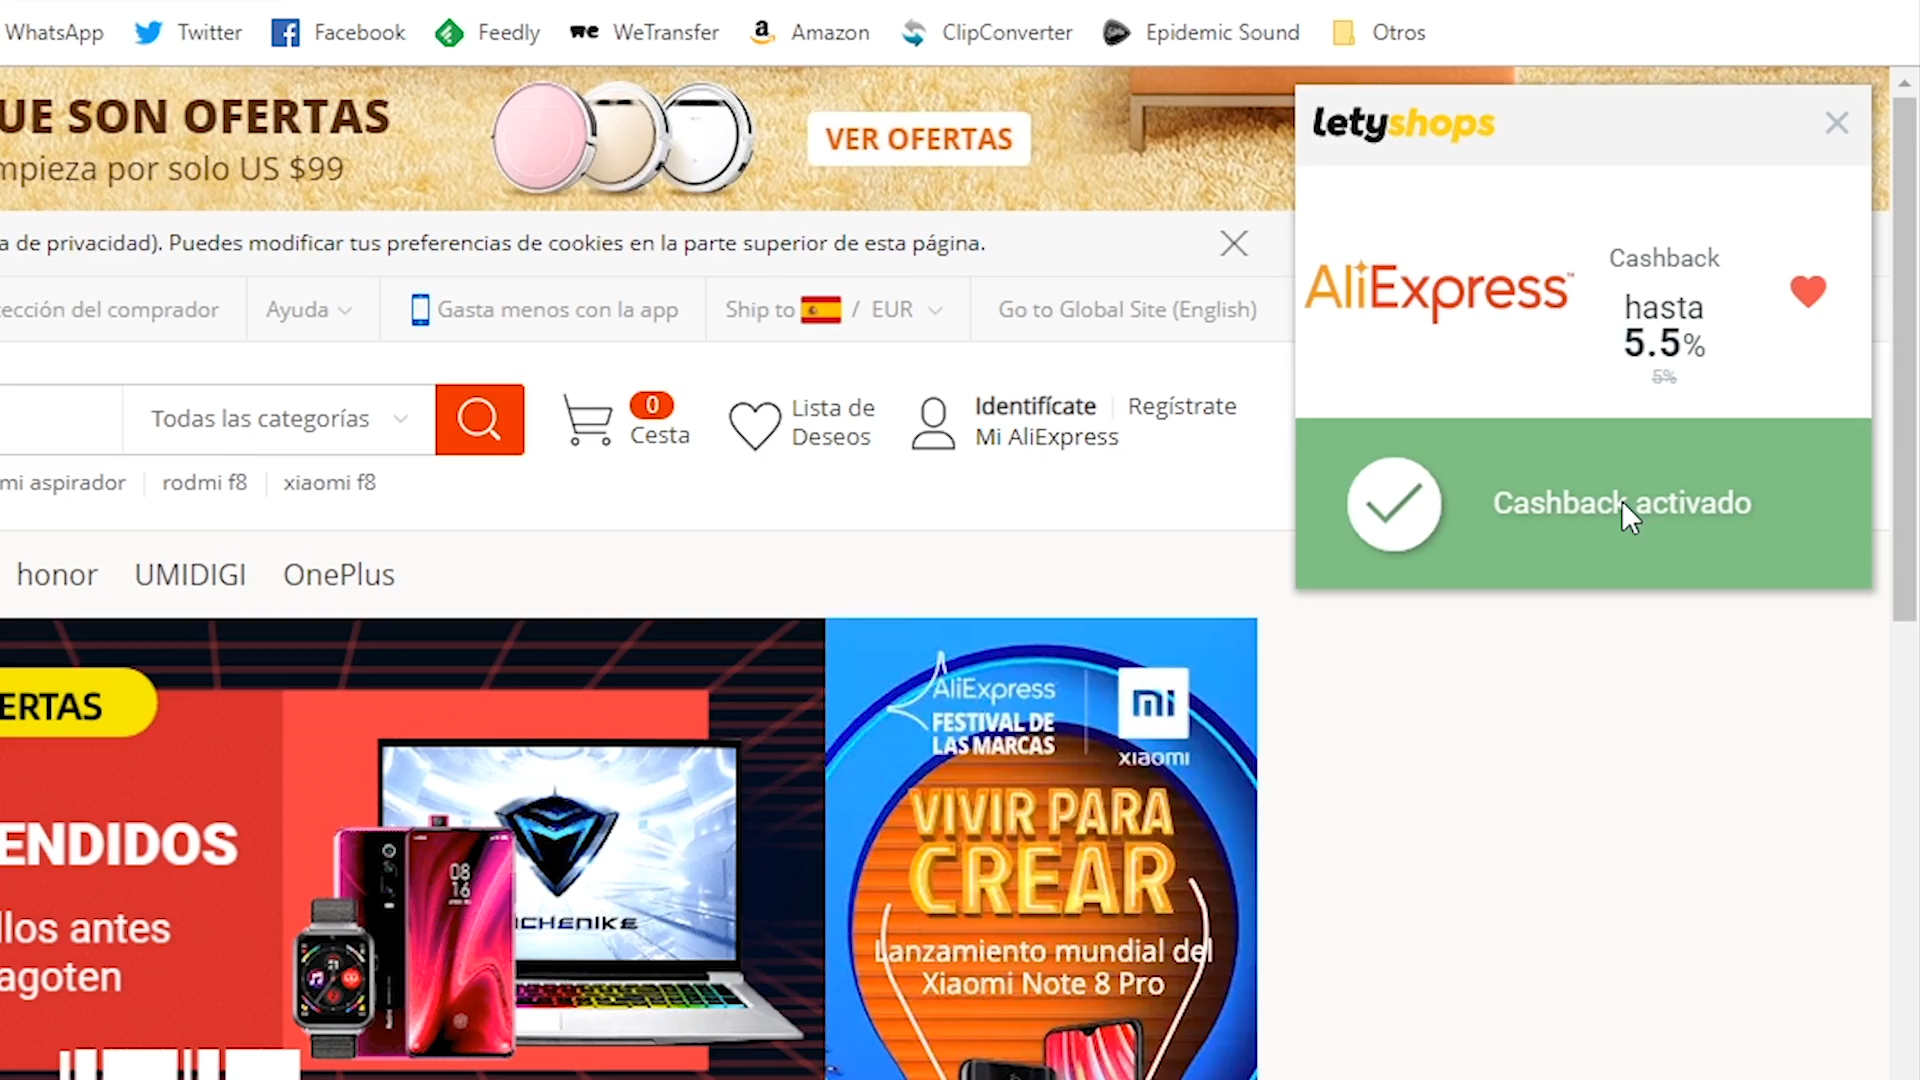 WhatsApp Twitter Facebook Feedly WeTransfer Amazon ClipConverter Epidemic Sound Otros
UE SON OFERTAS
mpieza por solo US $99
VER OFERTAS
letyshops
a de privacidad). Puedes modificar tus preferencias de cookies en la parte superior de esta página.
AliExpress™
Cashback
hasta
5.5%
5%
Cashback activado
ección del comprador Ayuda Gasta menos con la app Ship to / EUR Go to Global Site (English)
Todas las categorías
0
Cesta
Lista de
Deseos
Identifícate Regístrate
Mi AliExpress
mi aspirador rodmi f8 xiaomi f8
honor UMIDIGI OnePlus
ERTAS
ENDIDOS
llos antes
agoten
08
16
AliExpress
FESTIVAL DE
LAS MARCAS
xiaomi
VIVIR PARA
CREAR
Lanzamiento mundial del
Xiaomi Note 8 Pro